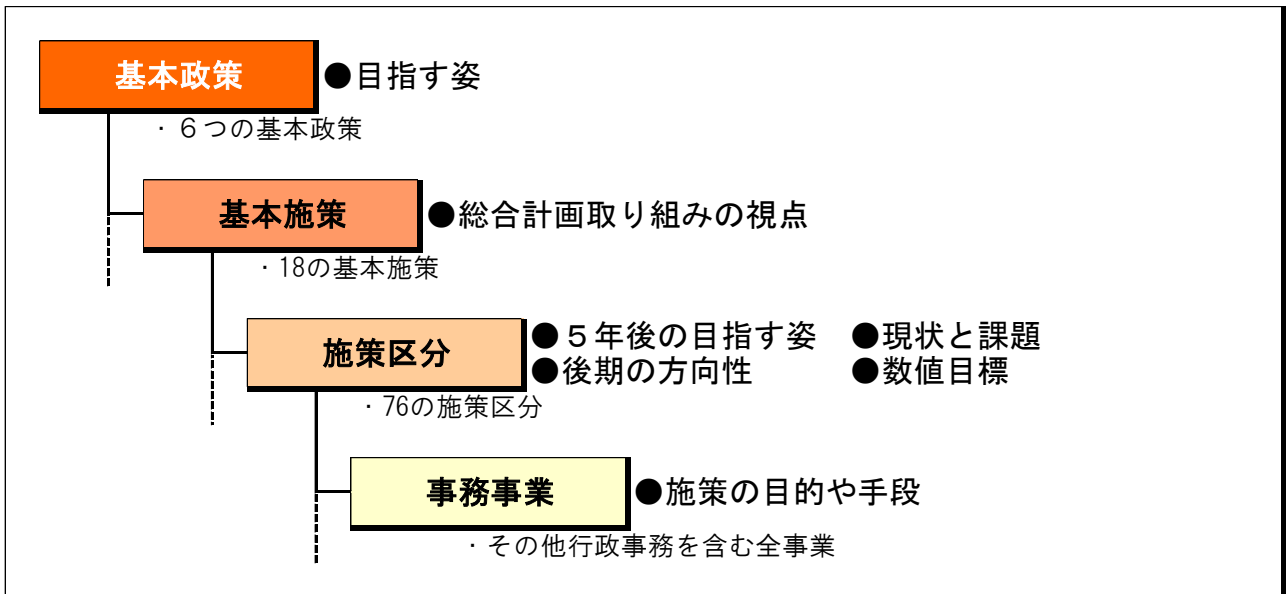 基本政策 ●目指す姿
・６つの基本政策
基本施策 ●総合計画取り組みの視点
・18の基本施策
施策区分 ●５年後の目指す姿 ●現状と課題
●後期の方向性 ●数値目標
・76の施策区分
事務事業 ●施策の目的や手段
・その他行政事務を含む全事業